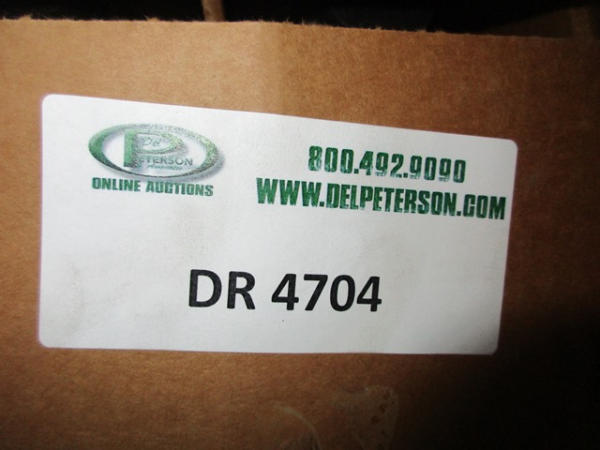 Del
PETERSON
ONLINE AUCTIONS
800.492.9090
WWW.DELPETERSON.COM
DR 4704